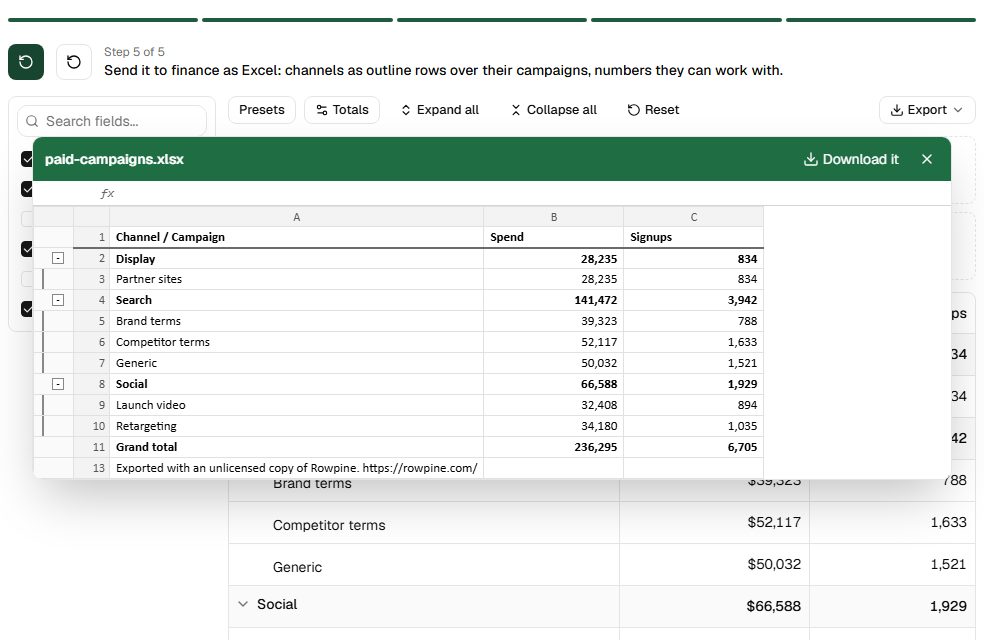 Step 5 of 5
Send it to finance as Excel: channels as outline rows over their campaigns, numbers they can work with.
Search fields...
Presets Totals Expand all Collapse all Reset Export
paid-campaigns.xlsx Download it
fx
A B C
1 Channel / Campaign Spend Signups
2 Display 28,235 834
3 Partner sites 28,235 834
4 Search 141,472 3,942
5 Brand terms 39,323 788
6 Competitor terms 52,117 1,633
7 Generic 50,032 1,521
8 Social 66,588 1,929
9 Launch video 32,408 894
10 Retargeting 34,180 1,035
11 Grand total 236,295 6,705
13 Exported with an unlicensed copy of Rowpine. https://rowpine.com/
ps
34
34
42
Brand terms $39,323 788
Competitor terms $52,117 1,633
Generic $50,032 1,521
Social $66,588 1,929